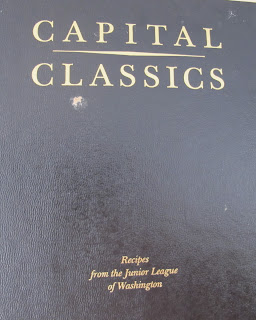 CAPITAL
CLASSICS
Recipes
from the Junior League
of Washington